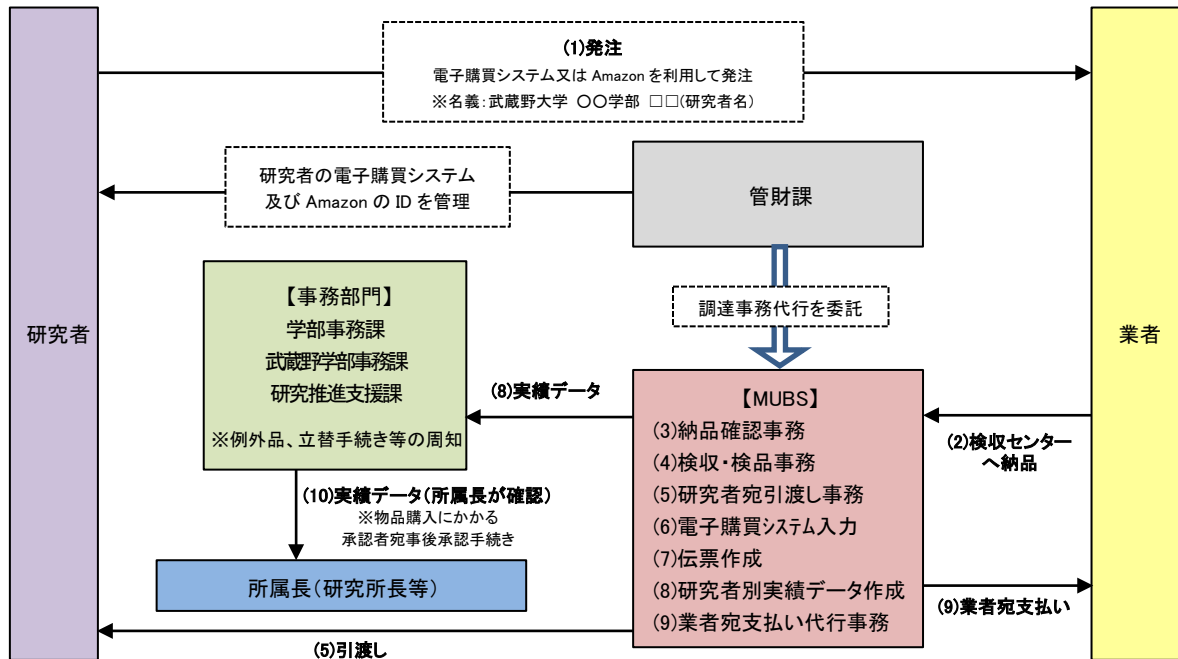 (1)発注
電子購買システム又は Amazon を利用して発注
※名義：武蔵野大学 〇〇学部 □□(研究者名)
研究者の電子購買システム
及び Amazon の ID を管理
管財課
調達事務代行を委託
研究者
業者
【事務部門】
学部事務課
武蔵野学部事務課
研究推進支援課
※例外品、立替手続き等の周知
(8)実績データ
【MUBS】
(3)納品確認事務
(4)検収・検品事務
(5)研究者宛引渡し事務
(6)電子購買システム入力
(7)伝票作成
(8)研究者別実績データ作成
(9)業者宛支払い代行事務
(2)検収センター
へ納品
(10)実績データ(所属長が確認)
※物品購入にかかる
承認者宛事後承認手続き
所属長(研究所長等)
(9)業者宛支払い
(5)引渡し